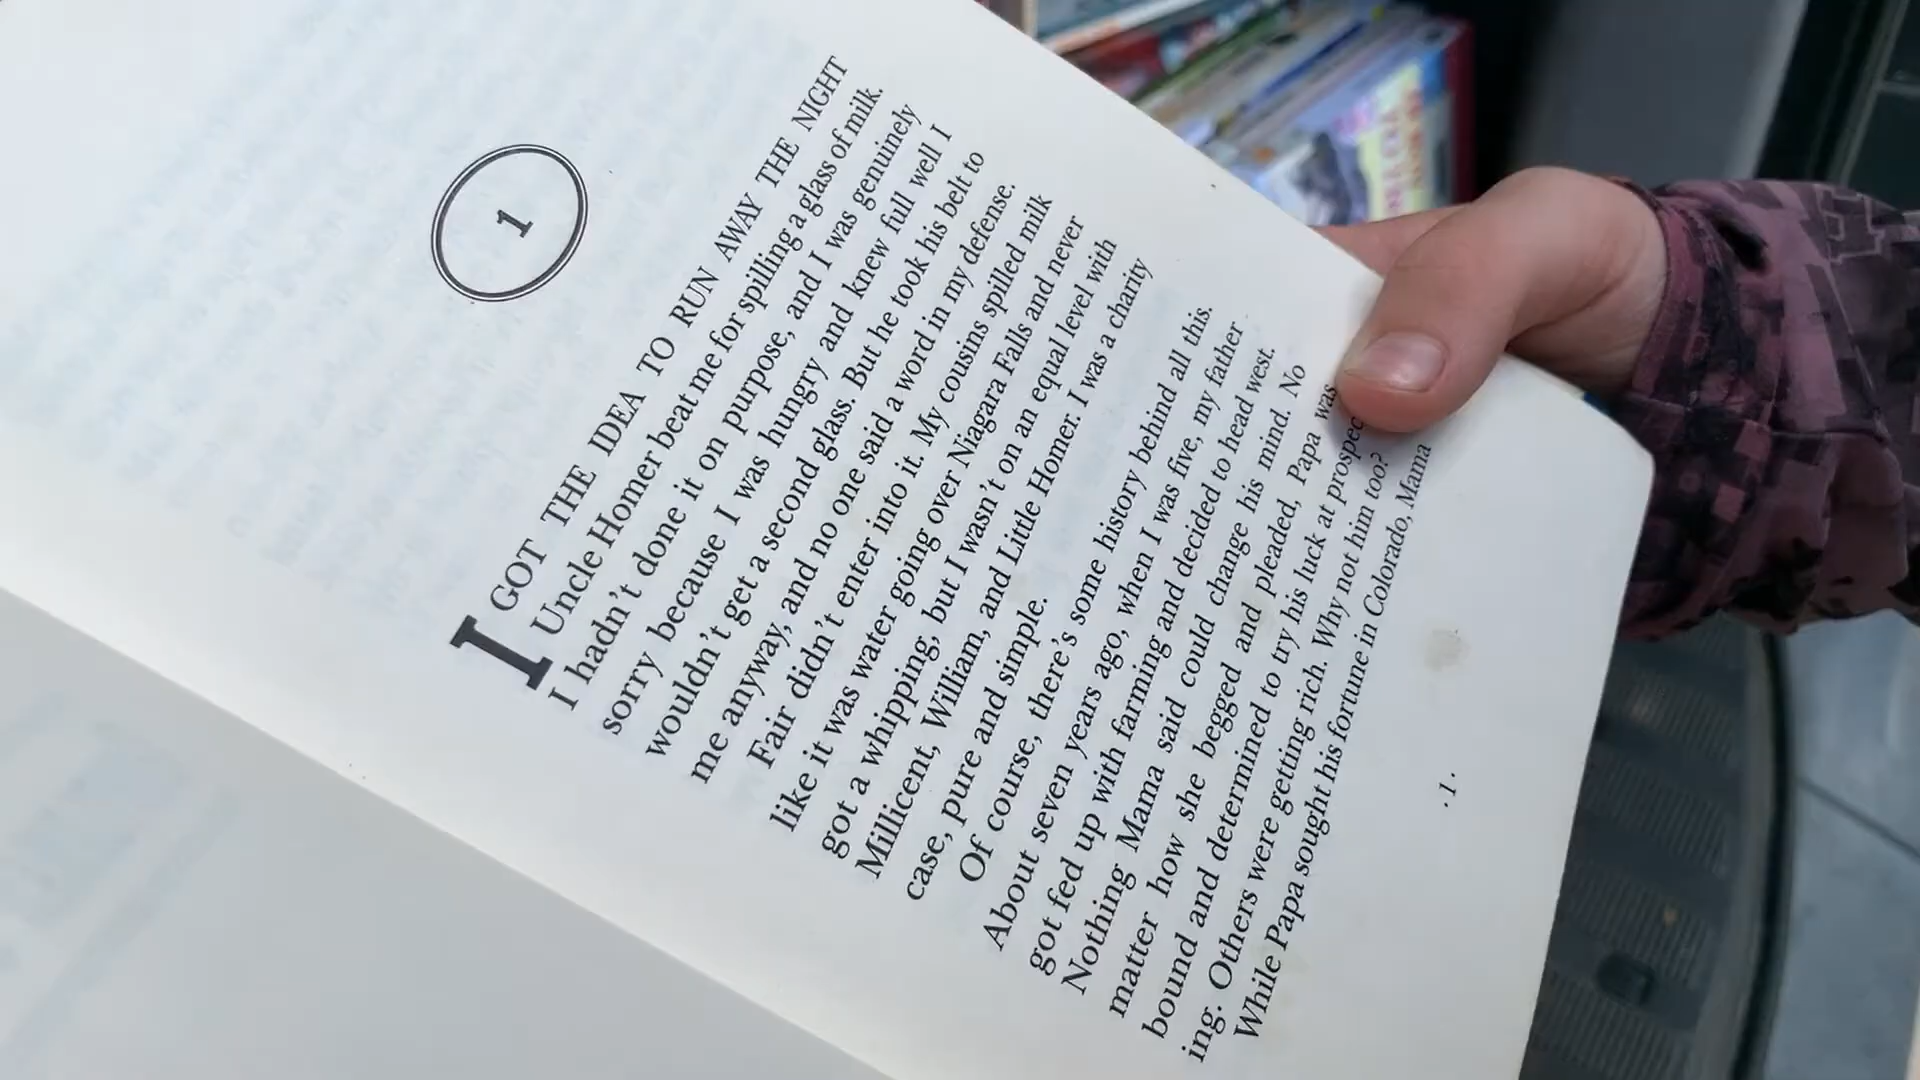 1
I GOT THE IDEA TO RUN AWAY THE NIGHT
Uncle Homer beat me for spilling a glass of milk.
I hadn't done it on purpose, and I was genuinely
sorry because I was hungry and knew full well I
wouldn't get a second glass. But he took his belt to
me anyway, and no one said a word in my defense.
Fair didn't enter into it. My cousins spilled milk
like it was water going over Niagara Falls and never
got a whipping, but I wasn't on an equal level with
Millicent, William, and Little Homer. I was a charity
case, pure and simple.
Of course, there's some history behind all this.
About seven years ago, when I was five, my father
got fed up with farming and decided to head west.
Nothing Mama said could change his mind. No
matter how she begged and pleaded, Papa was
bound and determined to try his luck at prospec
ing. Others were getting rich. Why not him too?
While Papa sought his fortune in Colorado, Mama
· 1 ·